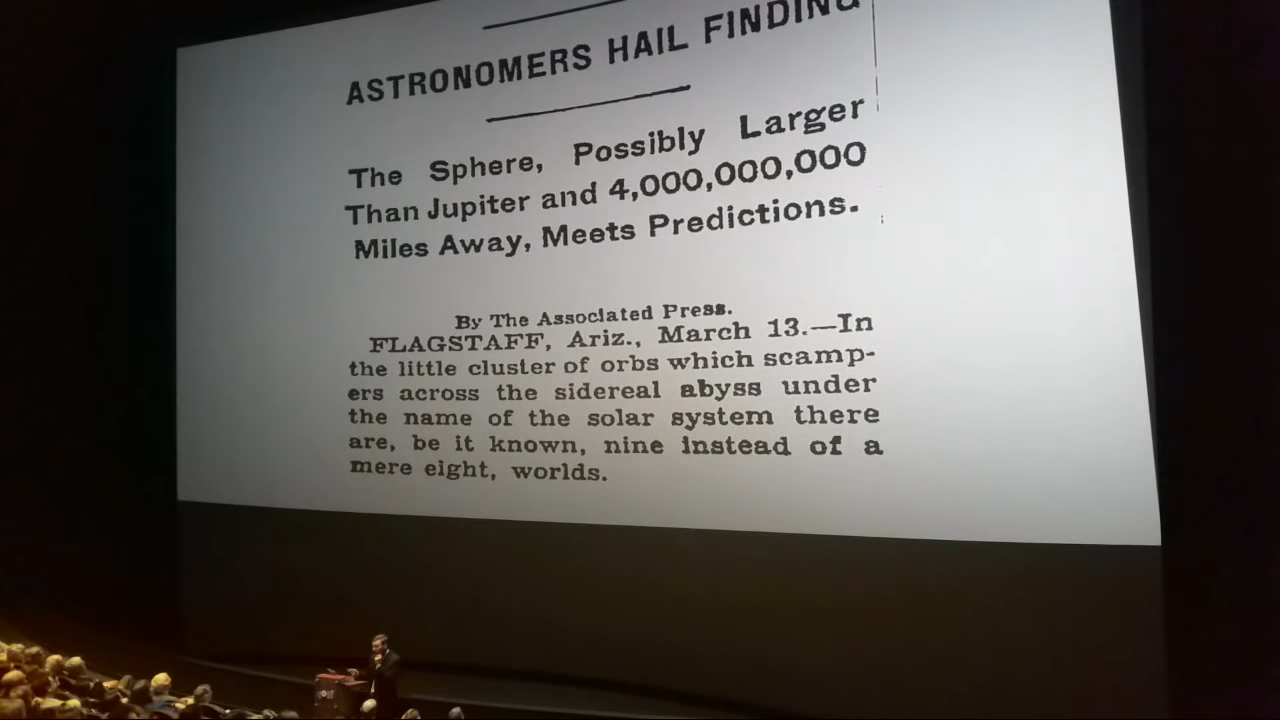 ASTRONOMERS HAIL FINDING
The Sphere, Possibly Larger
Than Jupiter and 4,000,000,000
Miles Away, Meets Predictions.
By The Associated Press.
FLAGSTAFF, Ariz., March 13.—In
the little cluster of orbs which scamp-
ers across the sidereal abyss under
the name of the solar system there
are, be it known, nine instead of a
mere eight, worlds.